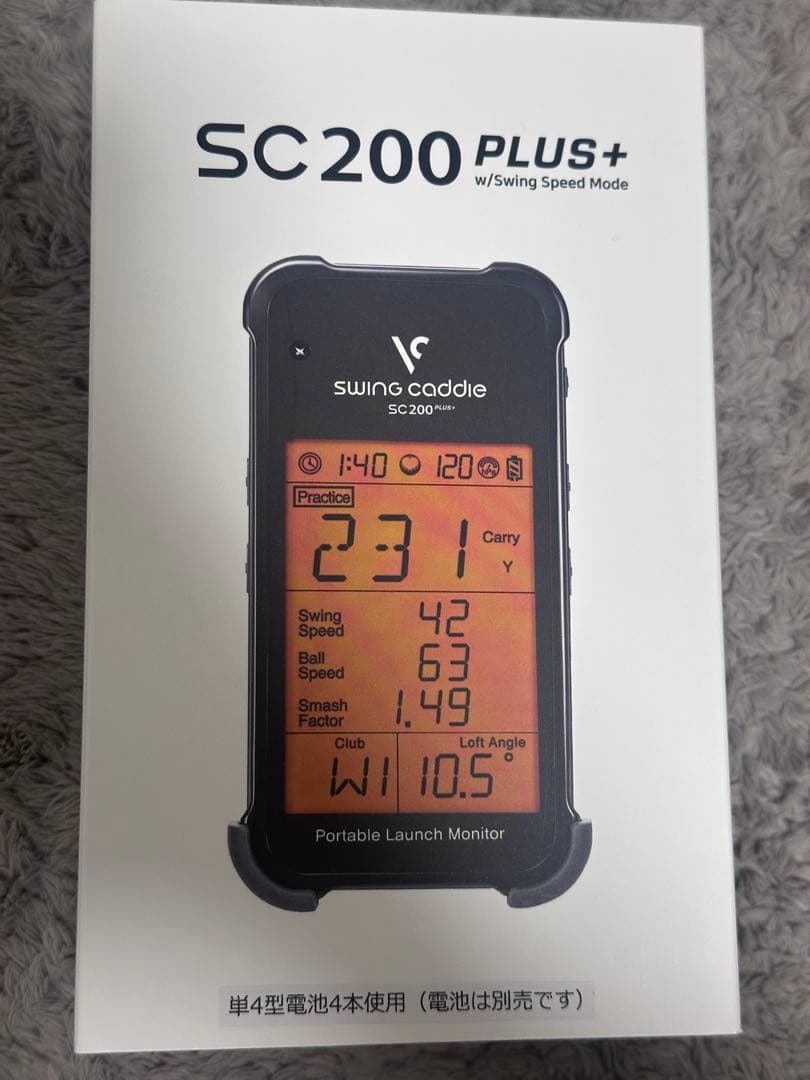 SC200 PLUS+
w/Swing Speed Mode
swing caddie
SC200 PLUS+
1:40 120 hPa
Practice
231 Carry Y
Swing Speed 42
Ball Speed 63
Smash Factor 1.49
Club Loft Angle
W1 10.5°
Portable Launch Monitor
単4型電池4本使用（電池は別売です）